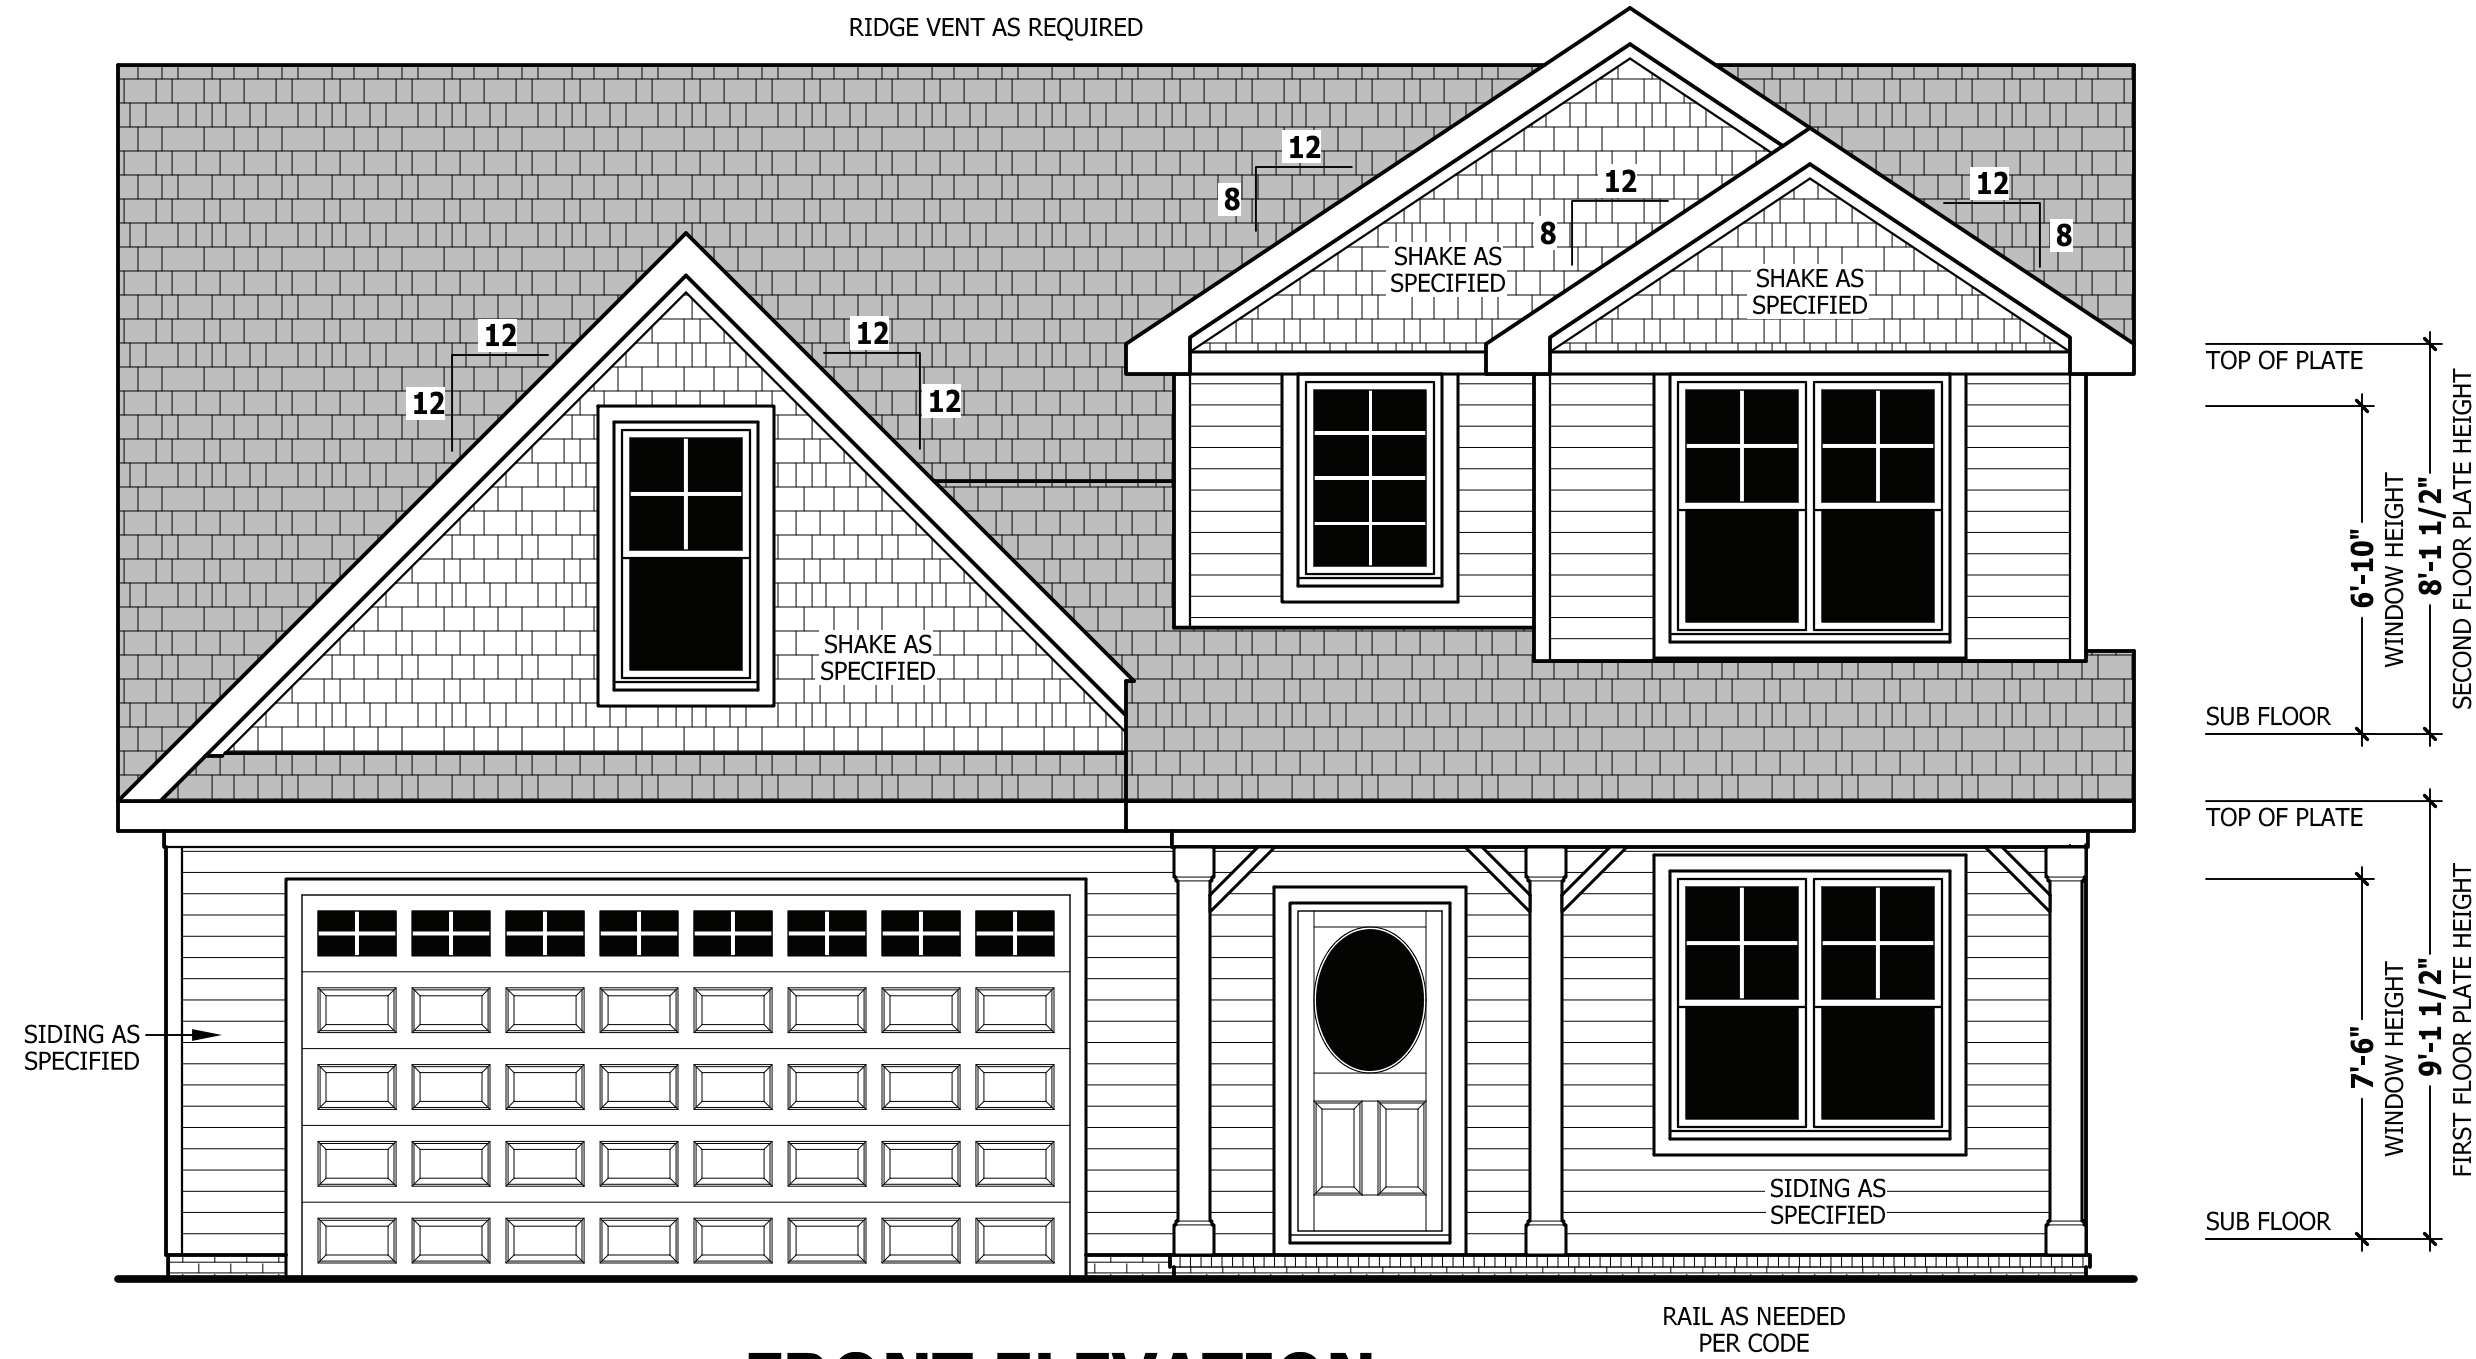 RIDGE VENT AS REQUIRED
12
8
12
8
12
8
SHAKE AS
SPECIFIED
SHAKE AS
SPECIFIED
12
12
12
12
SHAKE AS
SPECIFIED
TOP OF PLATE
6'-10"
WINDOW HEIGHT
8'-1 1/2"
SECOND FLOOR PLATE HEIGHT
SUB FLOOR
TOP OF PLATE
7'-6"
WINDOW HEIGHT
9'-1 1/2"
FIRST FLOOR PLATE HEIGHT
SUB FLOOR
SIDING AS
SPECIFIED
SIDING AS
SPECIFIED
RAIL AS NEEDED
PER CODE
FRONT ELEVATION